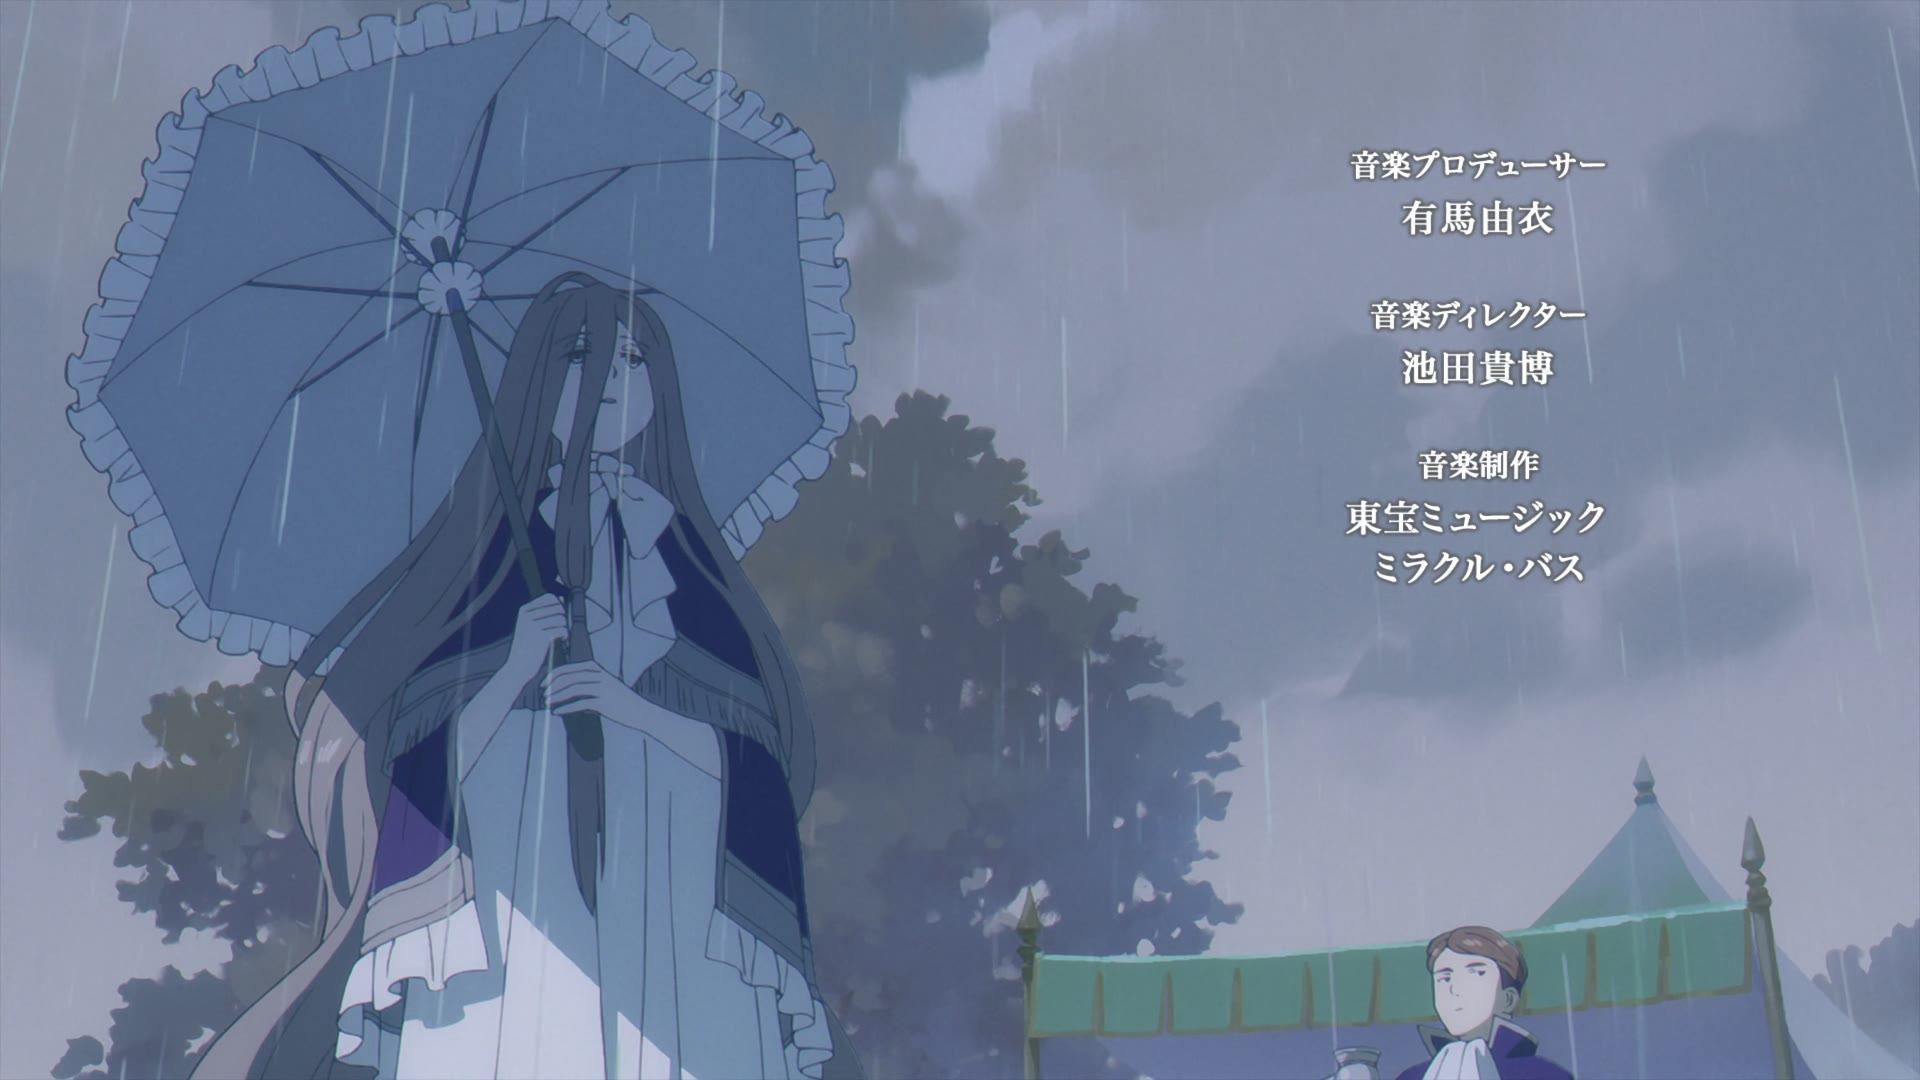 音楽プロデューサー
有馬由衣
音楽ディレクター
池田貴博
音楽制作
東宝ミュージック
ミラクル・バス